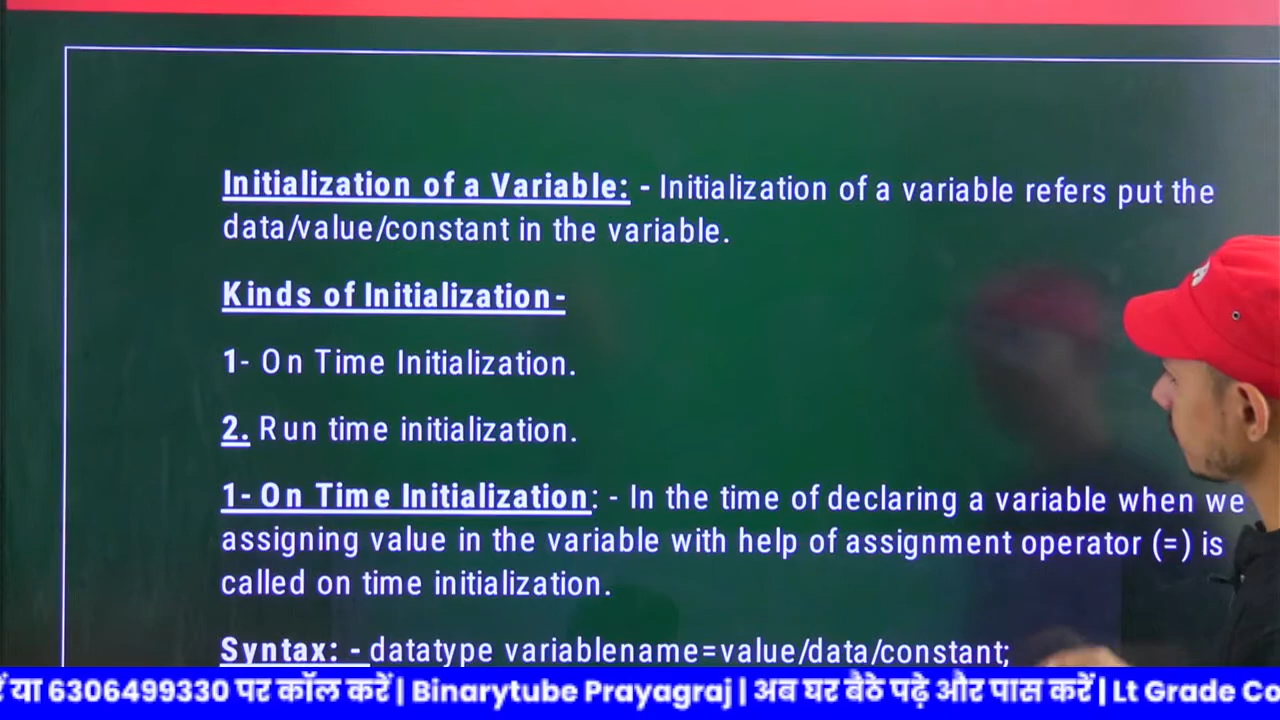 Initialization of a Variable: - Initialization of a variable refers put the
data/value/constant in the variable.
Kinds of Initialization-
1- On Time Initialization.
2. Run time initialization.
1- On Time Initialization: - In the time of declaring a variable when we
assigning value in the variable with help of assignment operator (=) is
called on time initialization.
Syntax: - datatype variablename=value/data/constant;
या 6306499330 पर कॉल करें | Binarytube Prayagraj | अब घर बैठे पढ़े और पास करें | Lt Grade Co